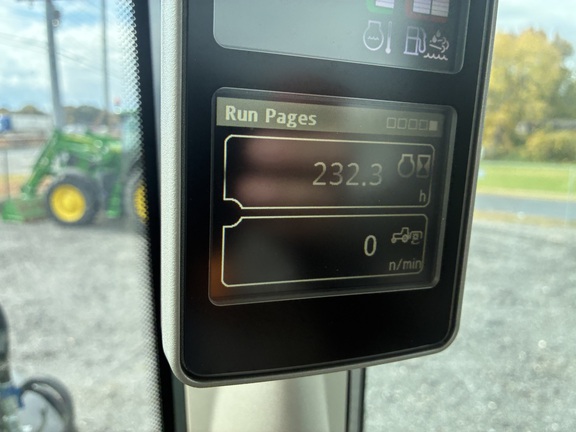 Run Pages
232.3
h
0
n/min